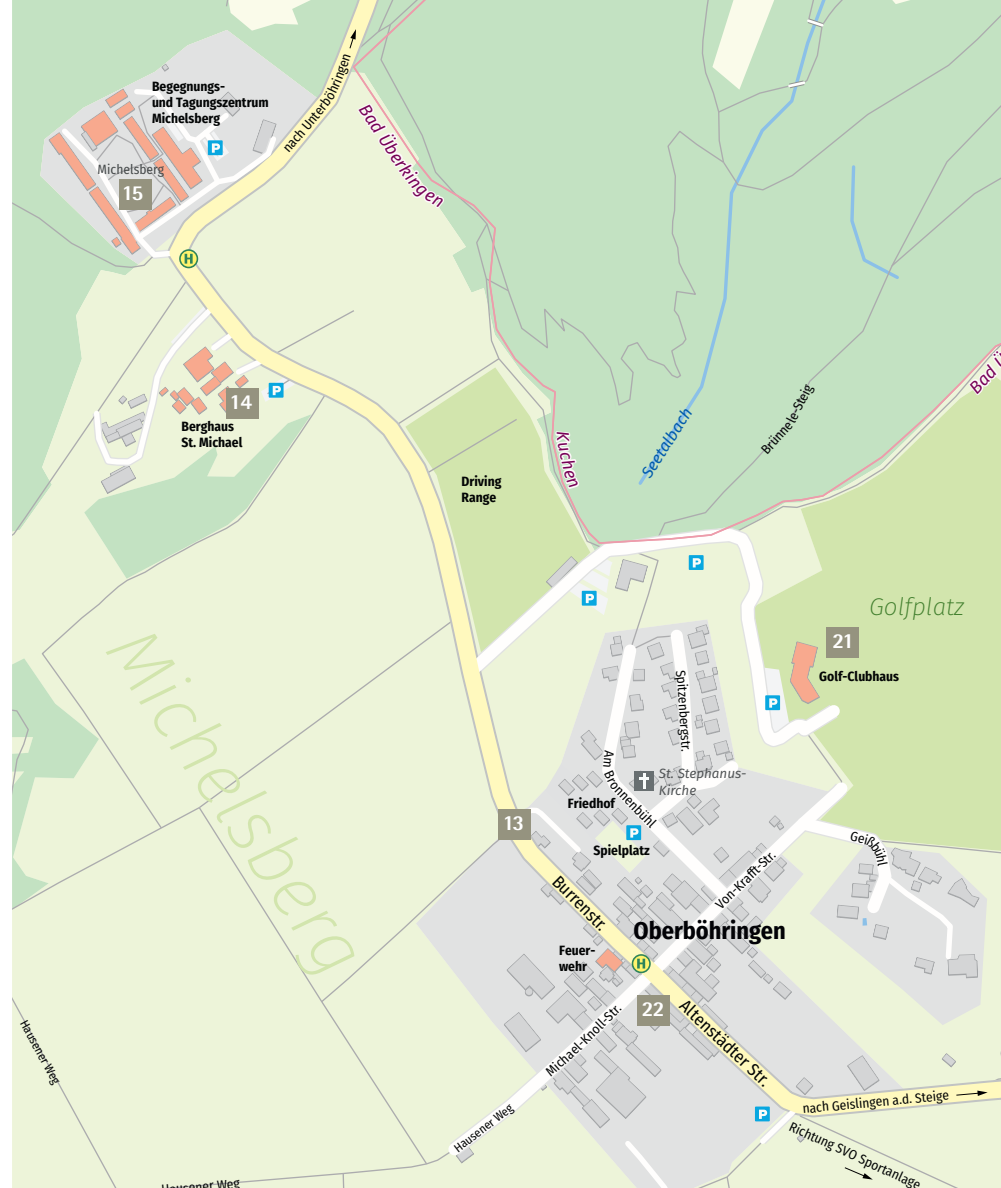 nach Unterböhringen
Begegnungs-
und Tagungszentrum
Michelsberg
P
Michelsberg
15
Bad Überkingen
H
14
P
Berghaus
St. Michael
Bad Ü
Brünnele-Steig
Seetalbach
Kuchen
Driving
Range
P
P
Golfplatz
21
Golf-Clubhaus
P
Michelsberg
Spitzenbergstr.
Am Bronnenbühl
St. Stephanus-
Kirche
Friedhof
13
P
Spielplatz
Geißbühl
Von-Krafft-Str.
Burrenstr.
Oberböhringen
Feuer-
wehr
H
22
Altenstädter Str.
Michael-Knoll-Str.
Hausener Weg
Hausener Weg
nach Geislingen a.d. Steige
P
Richtung SVO Sportanlage
Hausener Weg